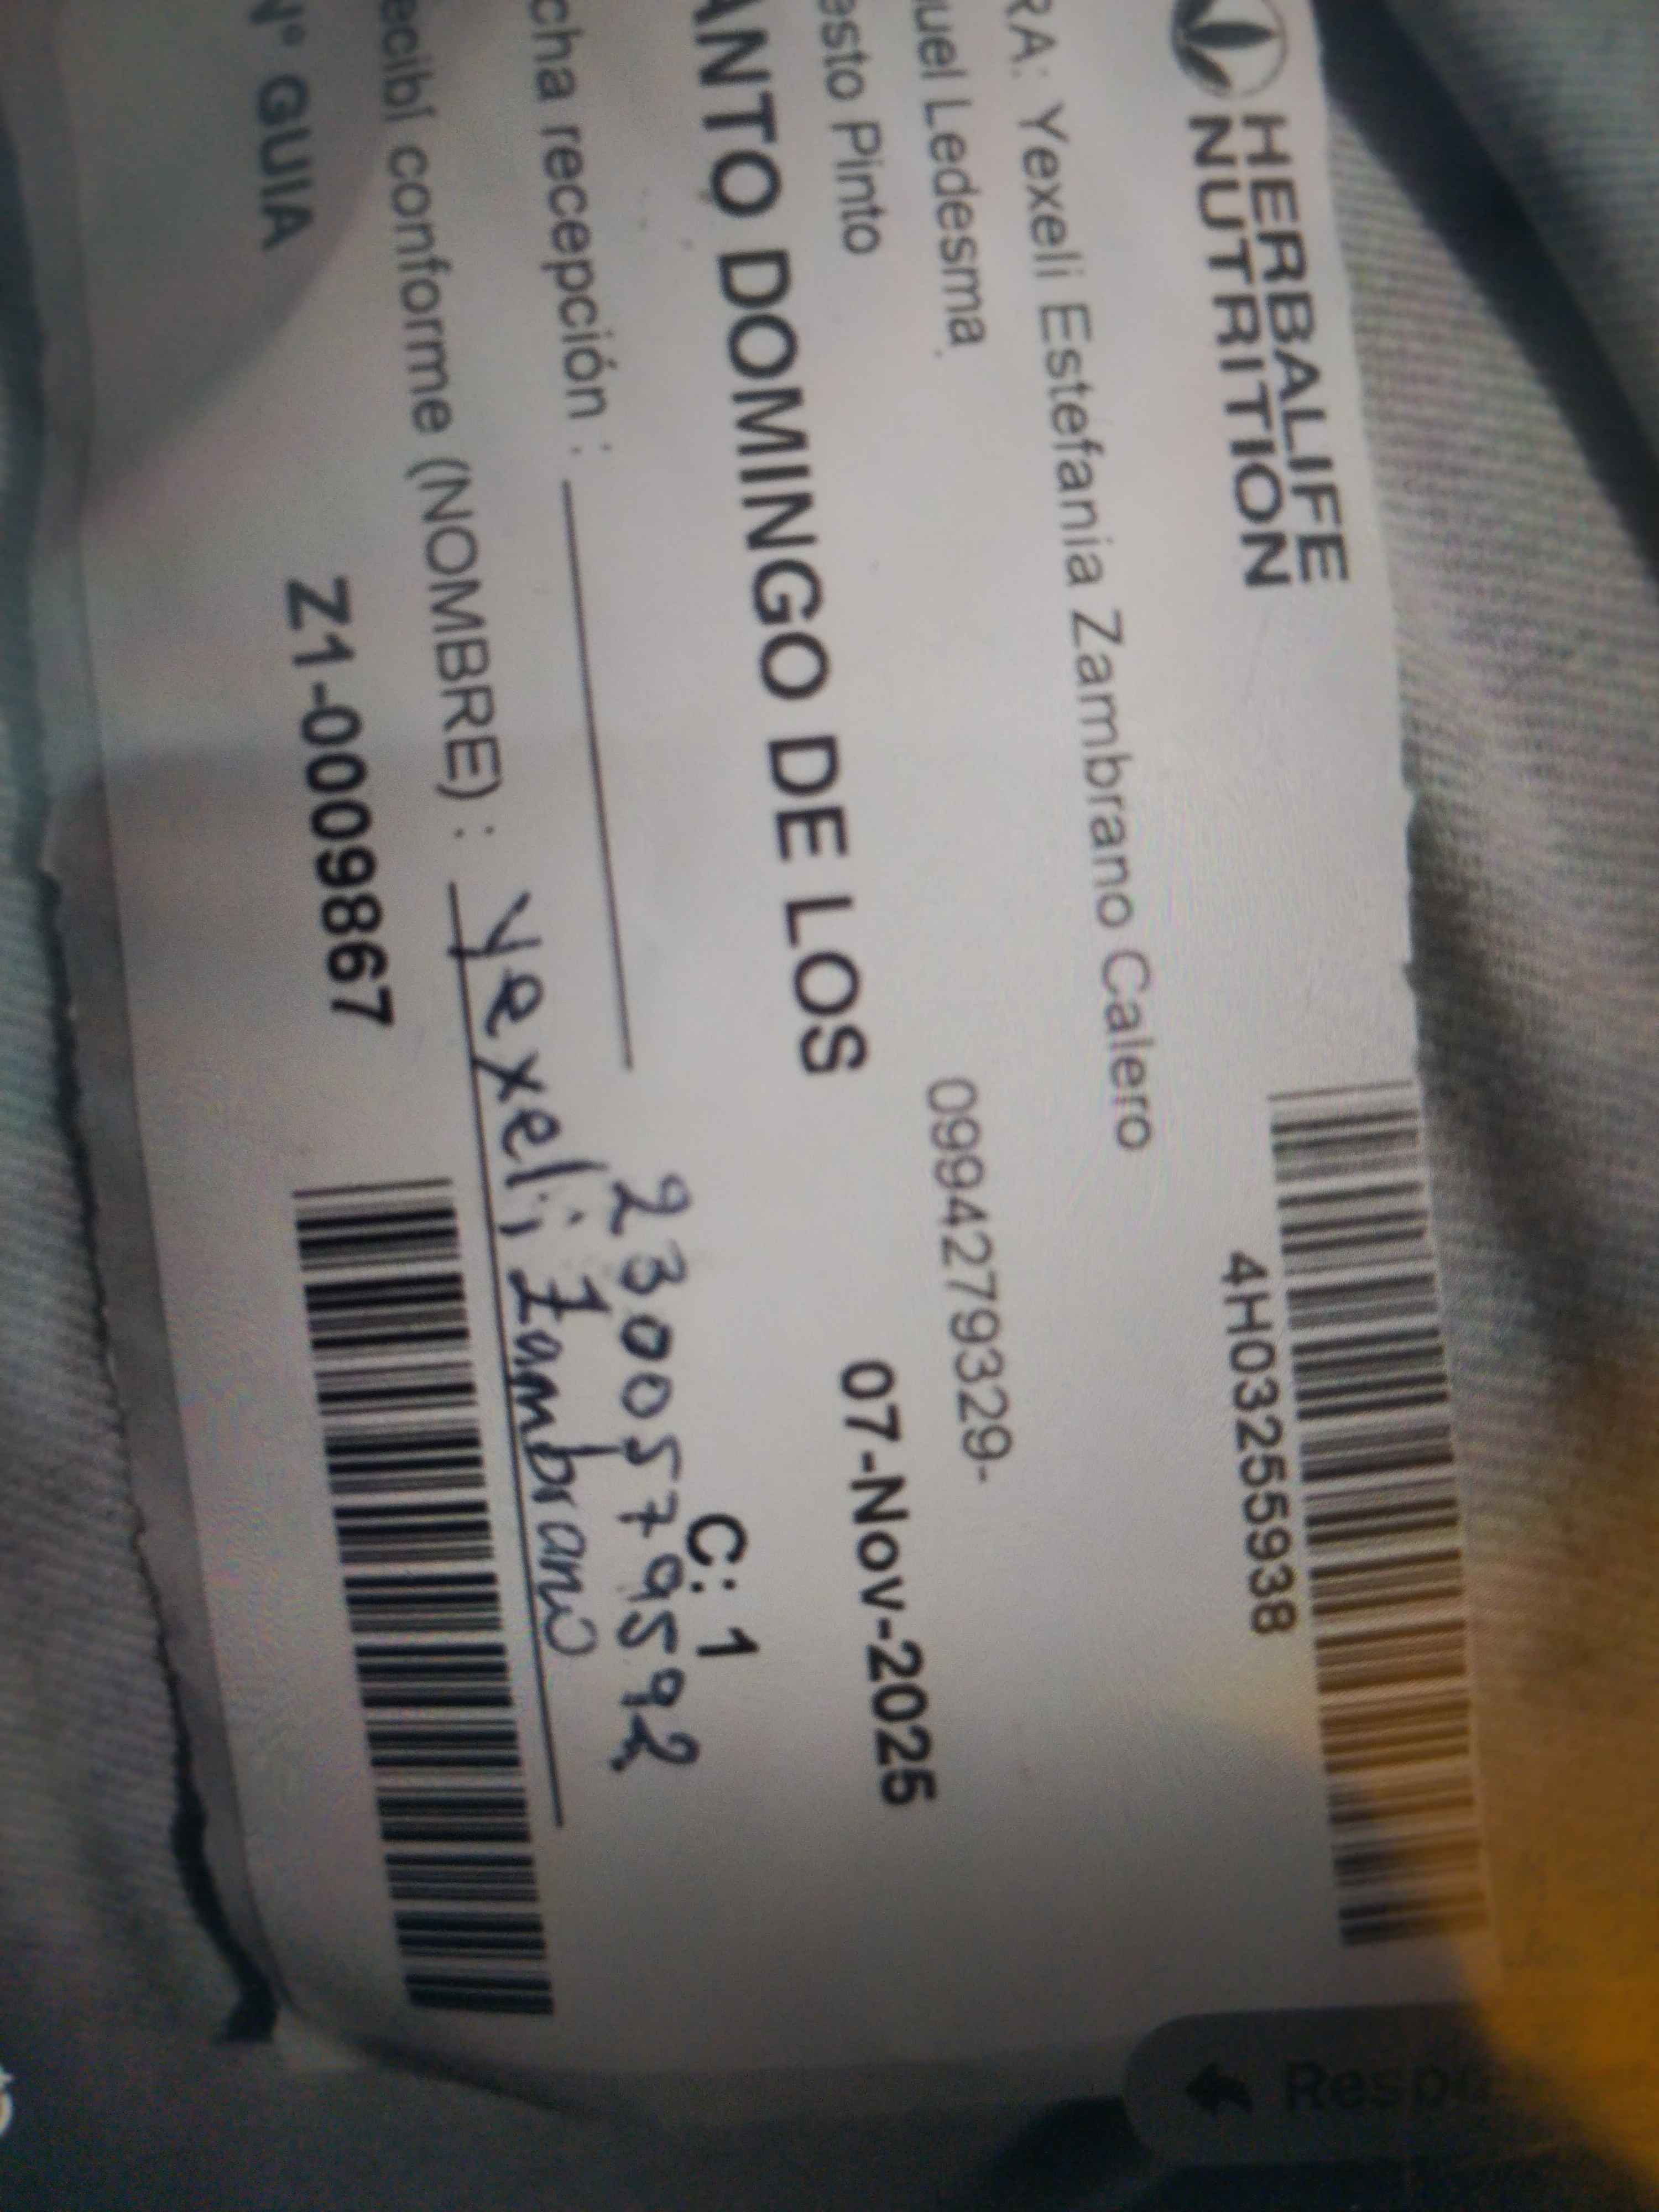 HERBALIFE
NUTRITION
4H03255938
RA: Yexeli Estefania Zambrano Calero
uel Ledesma
0994279329-
esto Pinto
07-Nov-2025
ANTO DOMINGO DE LOS
C: 1
cha recepción :
2300579592
ecibí conforme (NOMBRE) : Yexeli Zambrano
N° GUIA
Z1-0009867